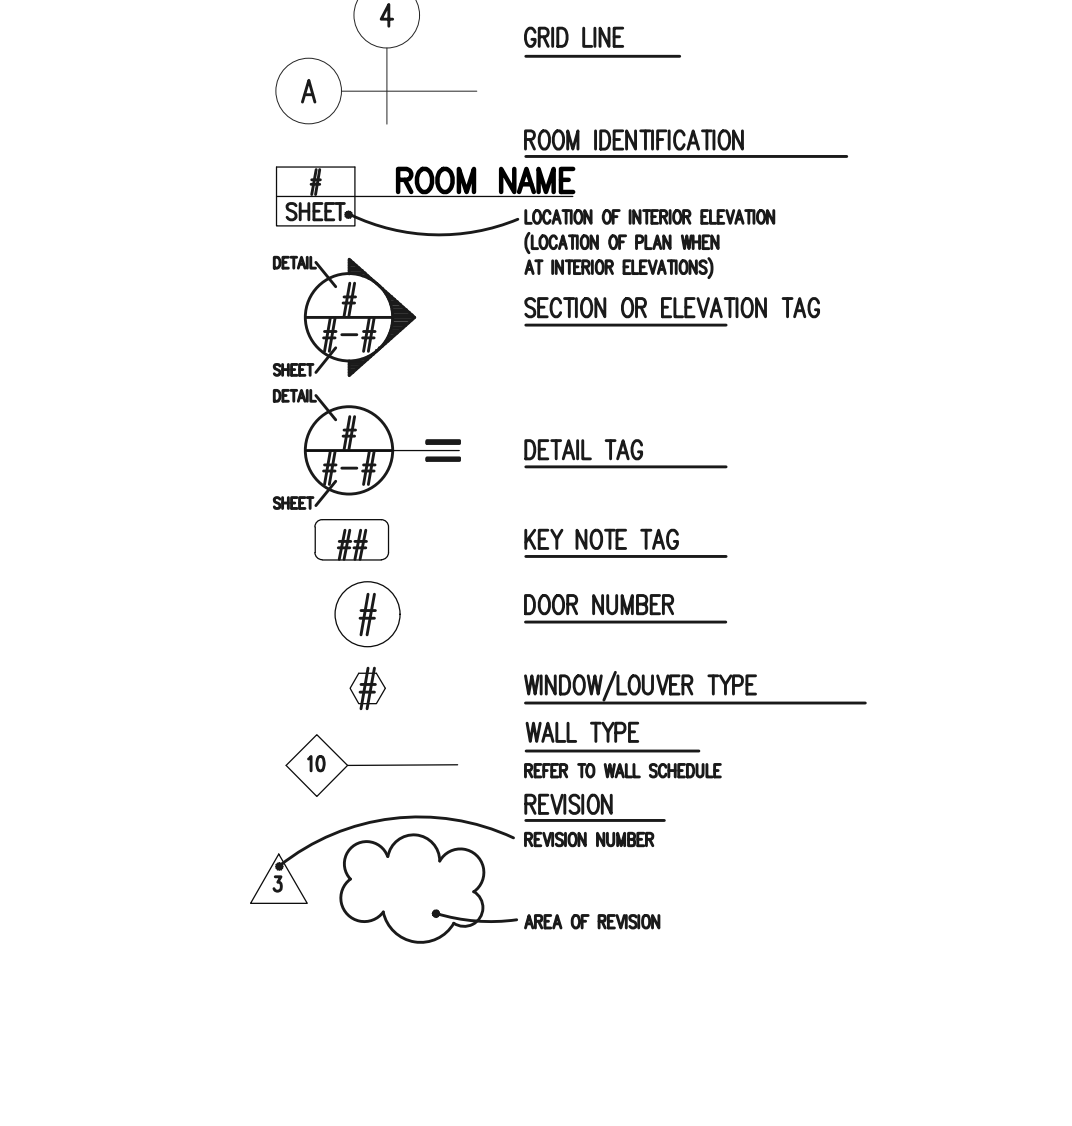 4
GRID LINE
A
ROOM IDENTIFICATION
# ROOM NAME
SHEET
LOCATION OF INTERIOR ELEVATION
(LOCATION OF PLAN WHEN
AT INTERIOR ELEVATIONS)
DETAIL
#
SECTION OR ELEVATION TAG
#-#
SHEET
DETAIL
#
DETAIL TAG
#-#
SHEET
## KEY NOTE TAG
# DOOR NUMBER
# WINDOW/LOUVER TYPE
WALL TYPE
10 REFER TO WALL SCHEDULE
REVISION
REVISION NUMBER
3
AREA OF REVISION